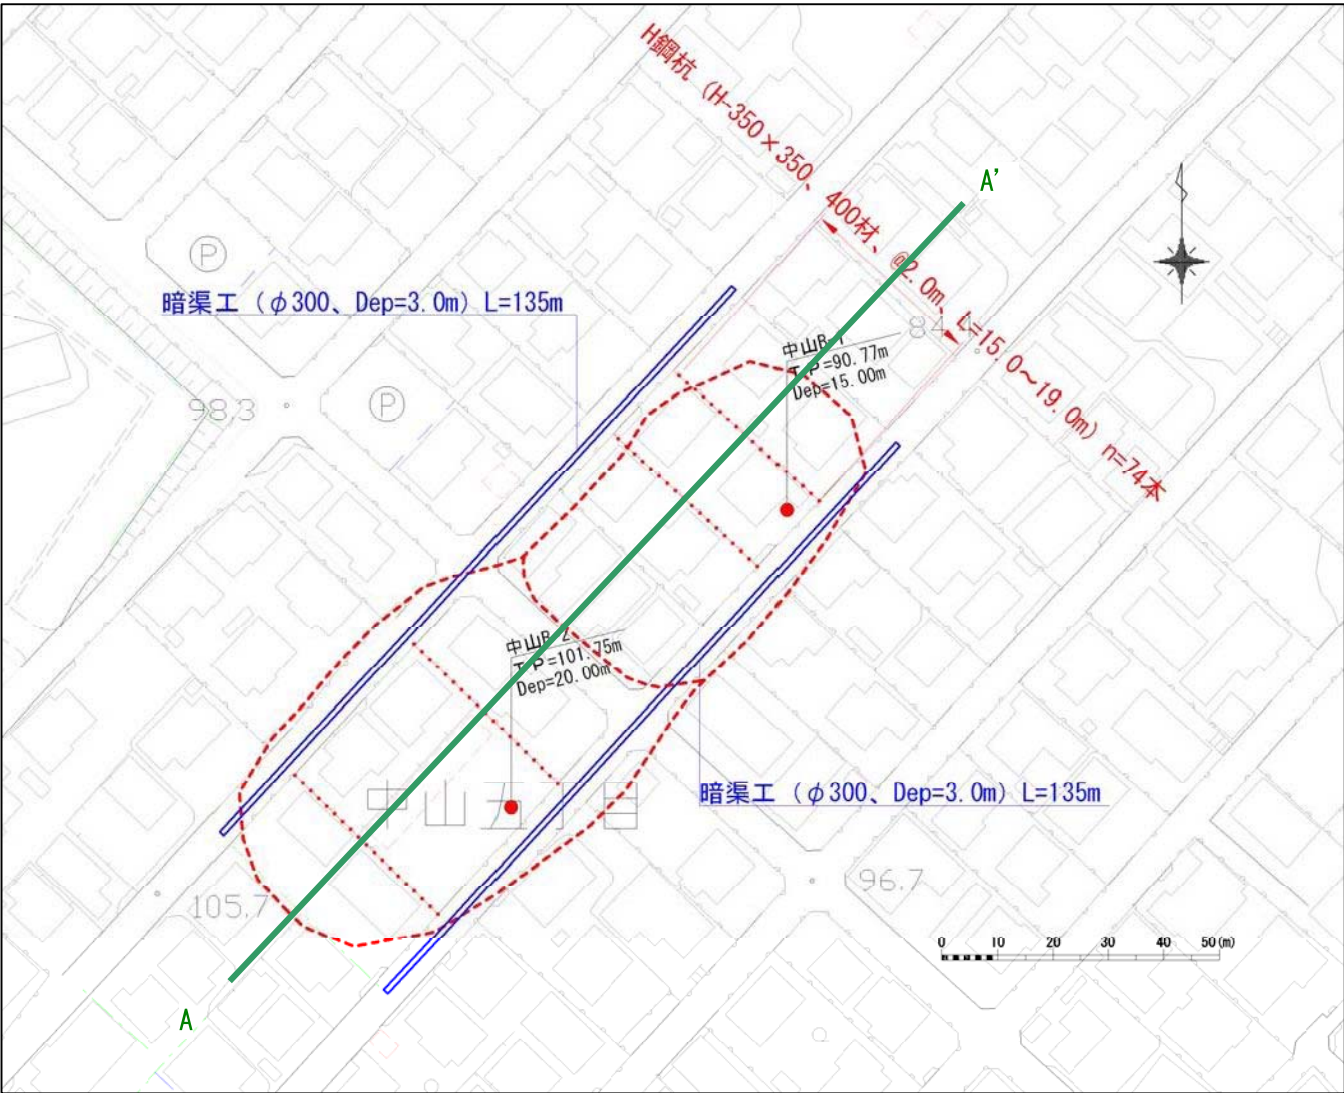 H鋼杭 (H-350×350、400材、@2.0m、L=15.0～19.0m) n=74本
A'
P
暗渠工 (φ300、Dep=3.0m) L=135m
84.
中山B-1
T.P=90.77m
Dep=15.00m
98.3
P
中山B-2
T.P=101.75m
Dep=20.00m
中山五丁目
暗渠工 (φ300、Dep=3.0m) L=135m
105.7
96.7
0 10 20 30 40 50(m)
A